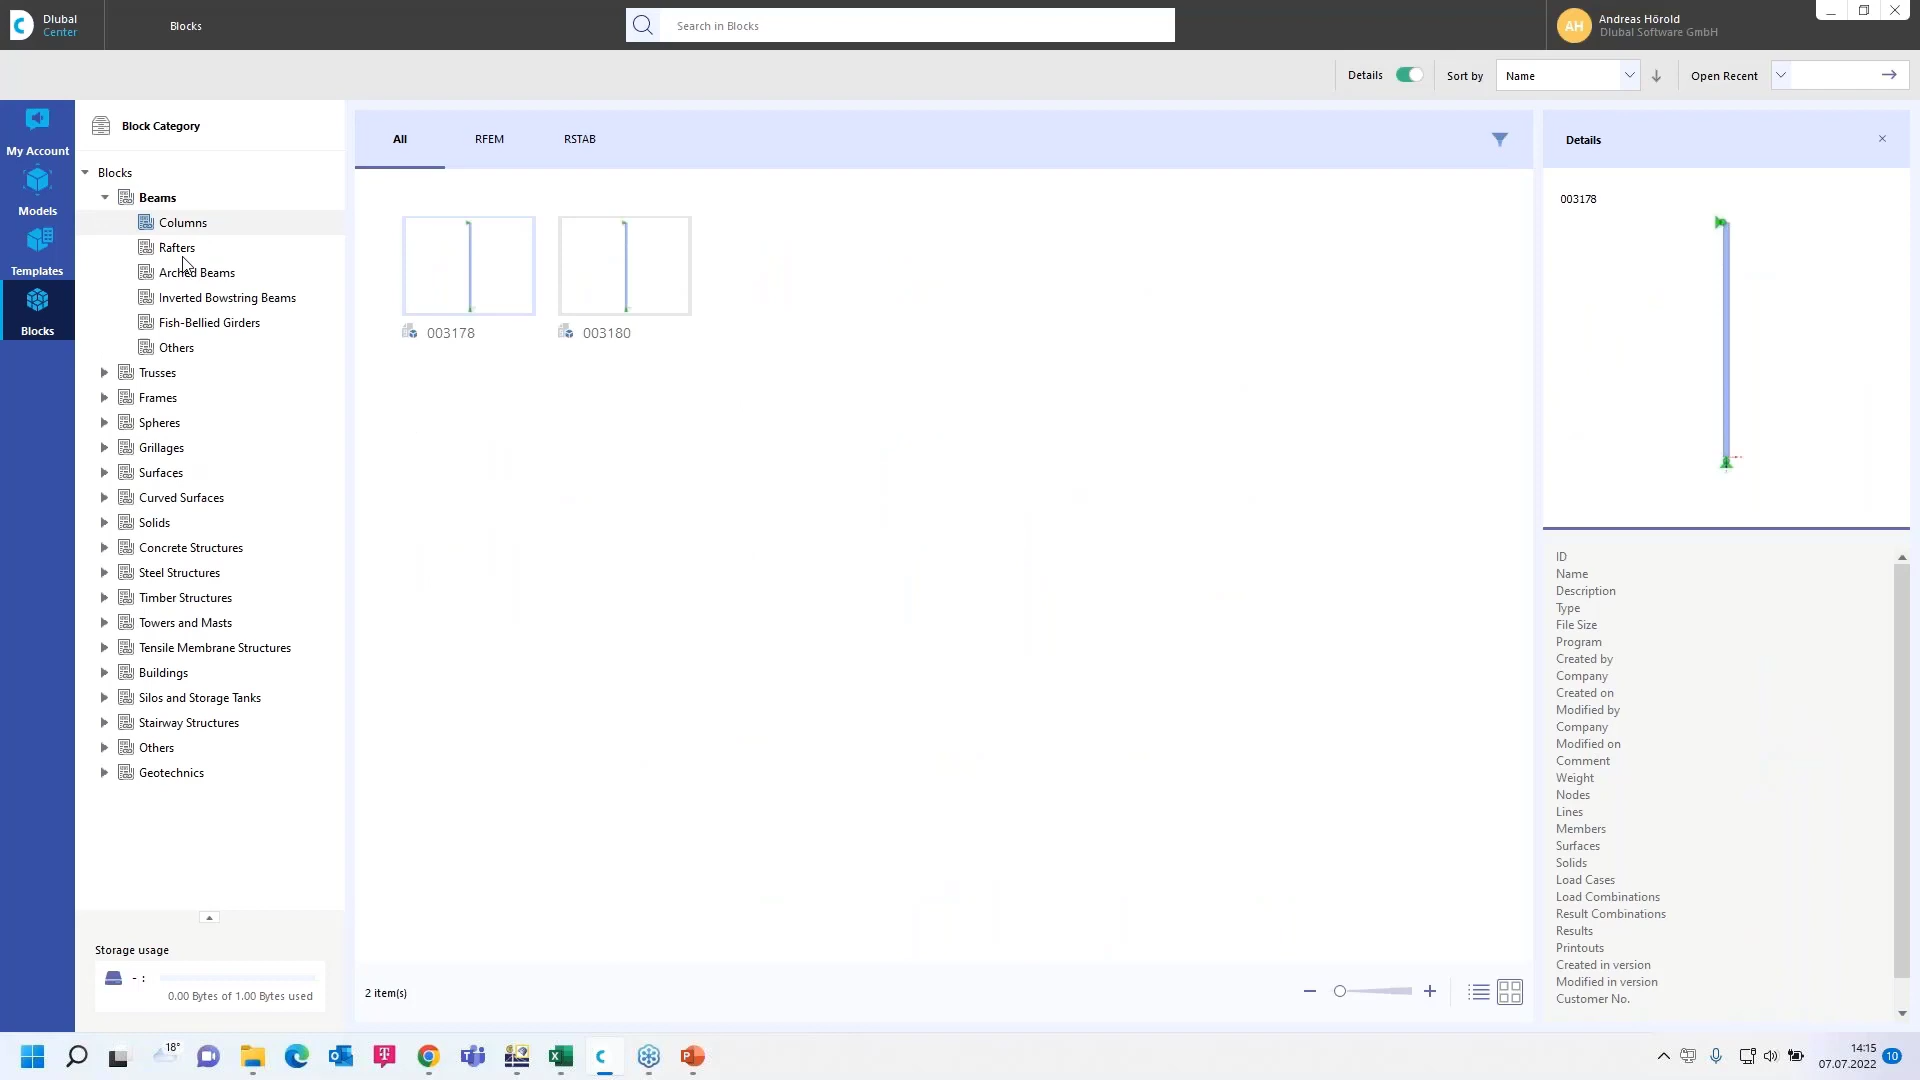 Dlubal
Center
Blocks
Search in Blocks
AH
Andreas Hörold
Dlubal Software GmbH
Details
Sort by
Name
Open Recent
My Account
Models
Templates
Blocks
Block Category
Blocks
Beams
Columns
Rafters
Arched Beams
Inverted Bowstring Beams
Fish-Bellied Girders
Others
Trusses
Frames
Spheres
Grillages
Surfaces
Curved Surfaces
Solids
Concrete Structures
Steel Structures
Timber Structures
Towers and Masts
Tensile Membrane Structures
Buildings
Silos and Storage Tanks
Stairway Structures
Others
Geotechnics
Storage usage
- :
0.00 Bytes of 1.00 Bytes used
All
RFEM
RSTAB
003178
003180
2 item(s)
Details
003178
ID
Name
Description
Type
File Size
Program
Created by
Company
Created on
Modified by
Company
Modified on
Comment
Weight
Nodes
Lines
Members
Surfaces
Solids
Load Cases
Load Combinations
Result Combinations
Results
Printouts
Created in version
Modified in version
Customer No.
18°
14:15
07.07.2022
10